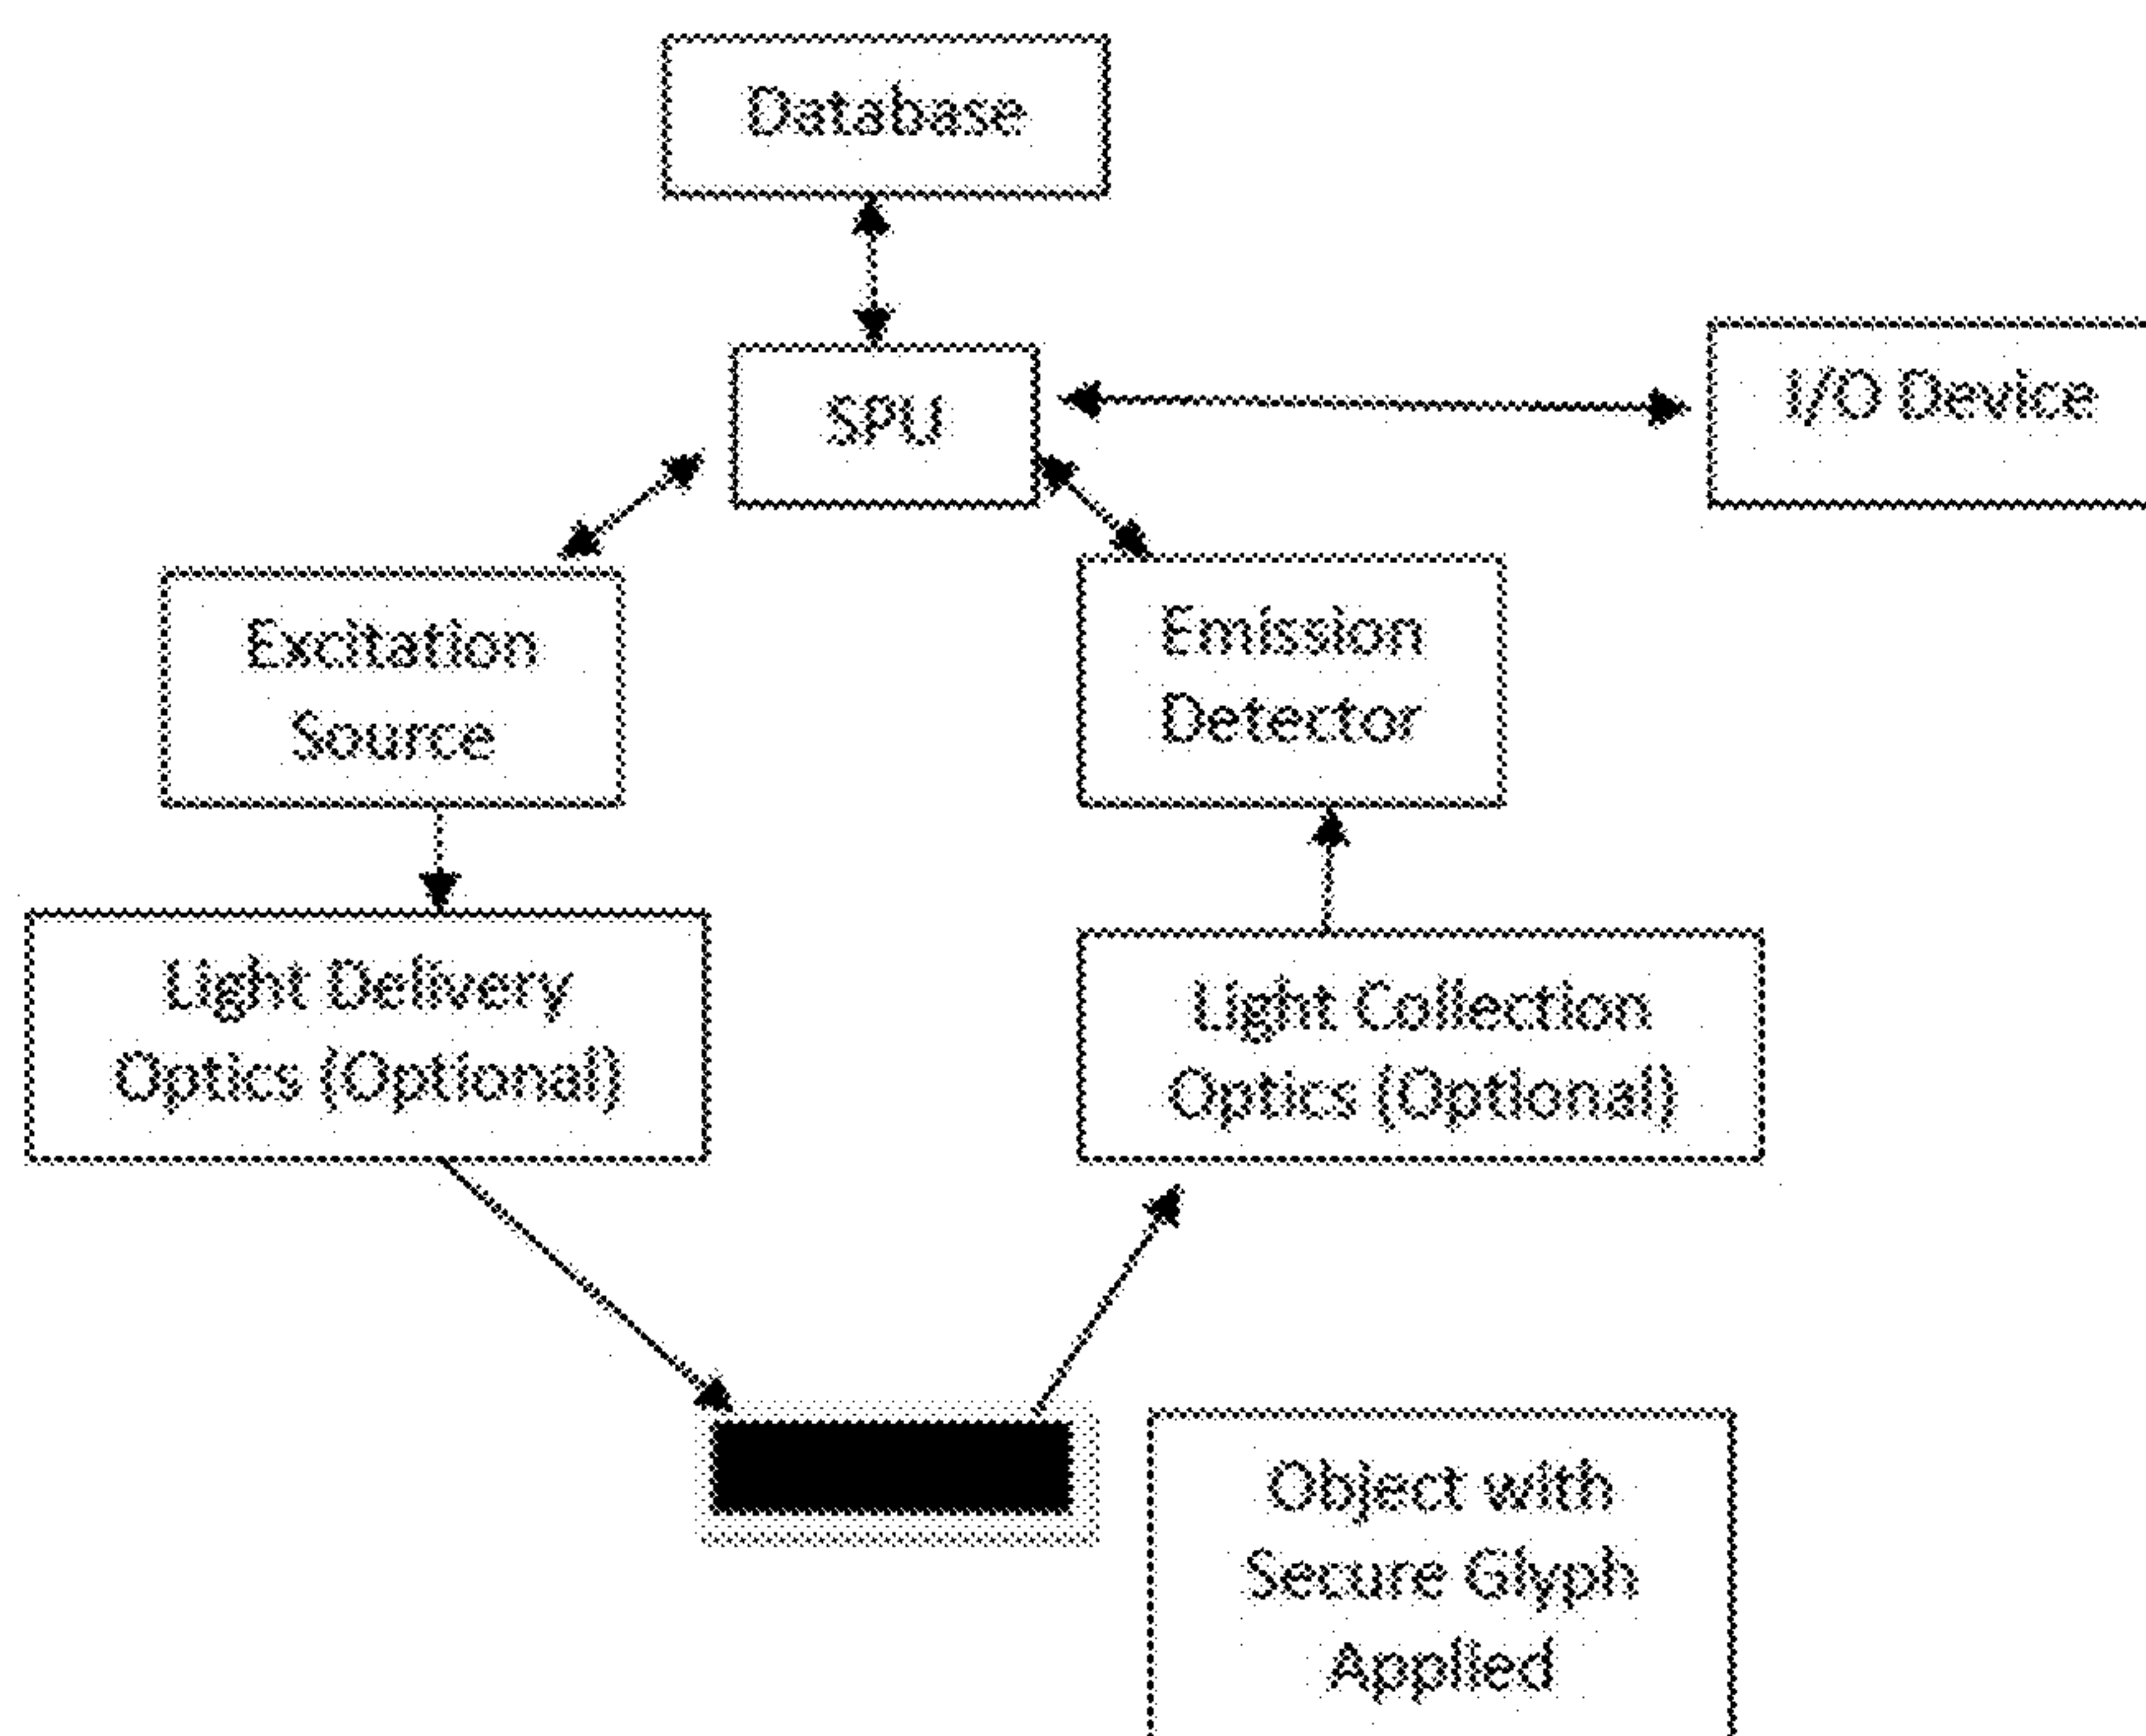 Database
SPU
I/O Device
Excitation
Source
Emission
Detector
Light Delivery
Optics (Optional)
Light Collection
Optics (Optional)
Object with
Secure Glyph
Applied